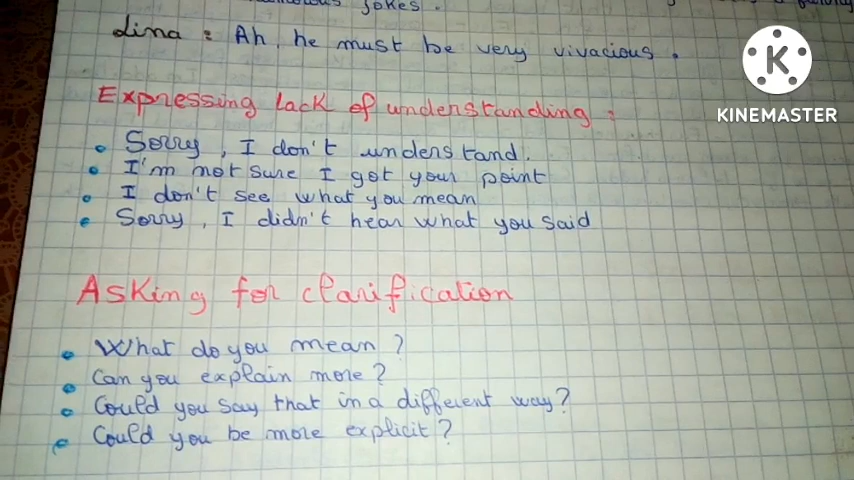 jokes.
Lina : Ah, he must be very vivacious.
Expressing lack of understanding :
• Sorry, I don't understand.
• I'm not sure I got your point
• I don't see what you mean
• Sorry, I didn't hear what you said
Asking for clarification
• What do you mean ?
• Can you explain more ?
• Could you say that in a different way ?
• Could you be more explicit ?
K
KINEMASTER